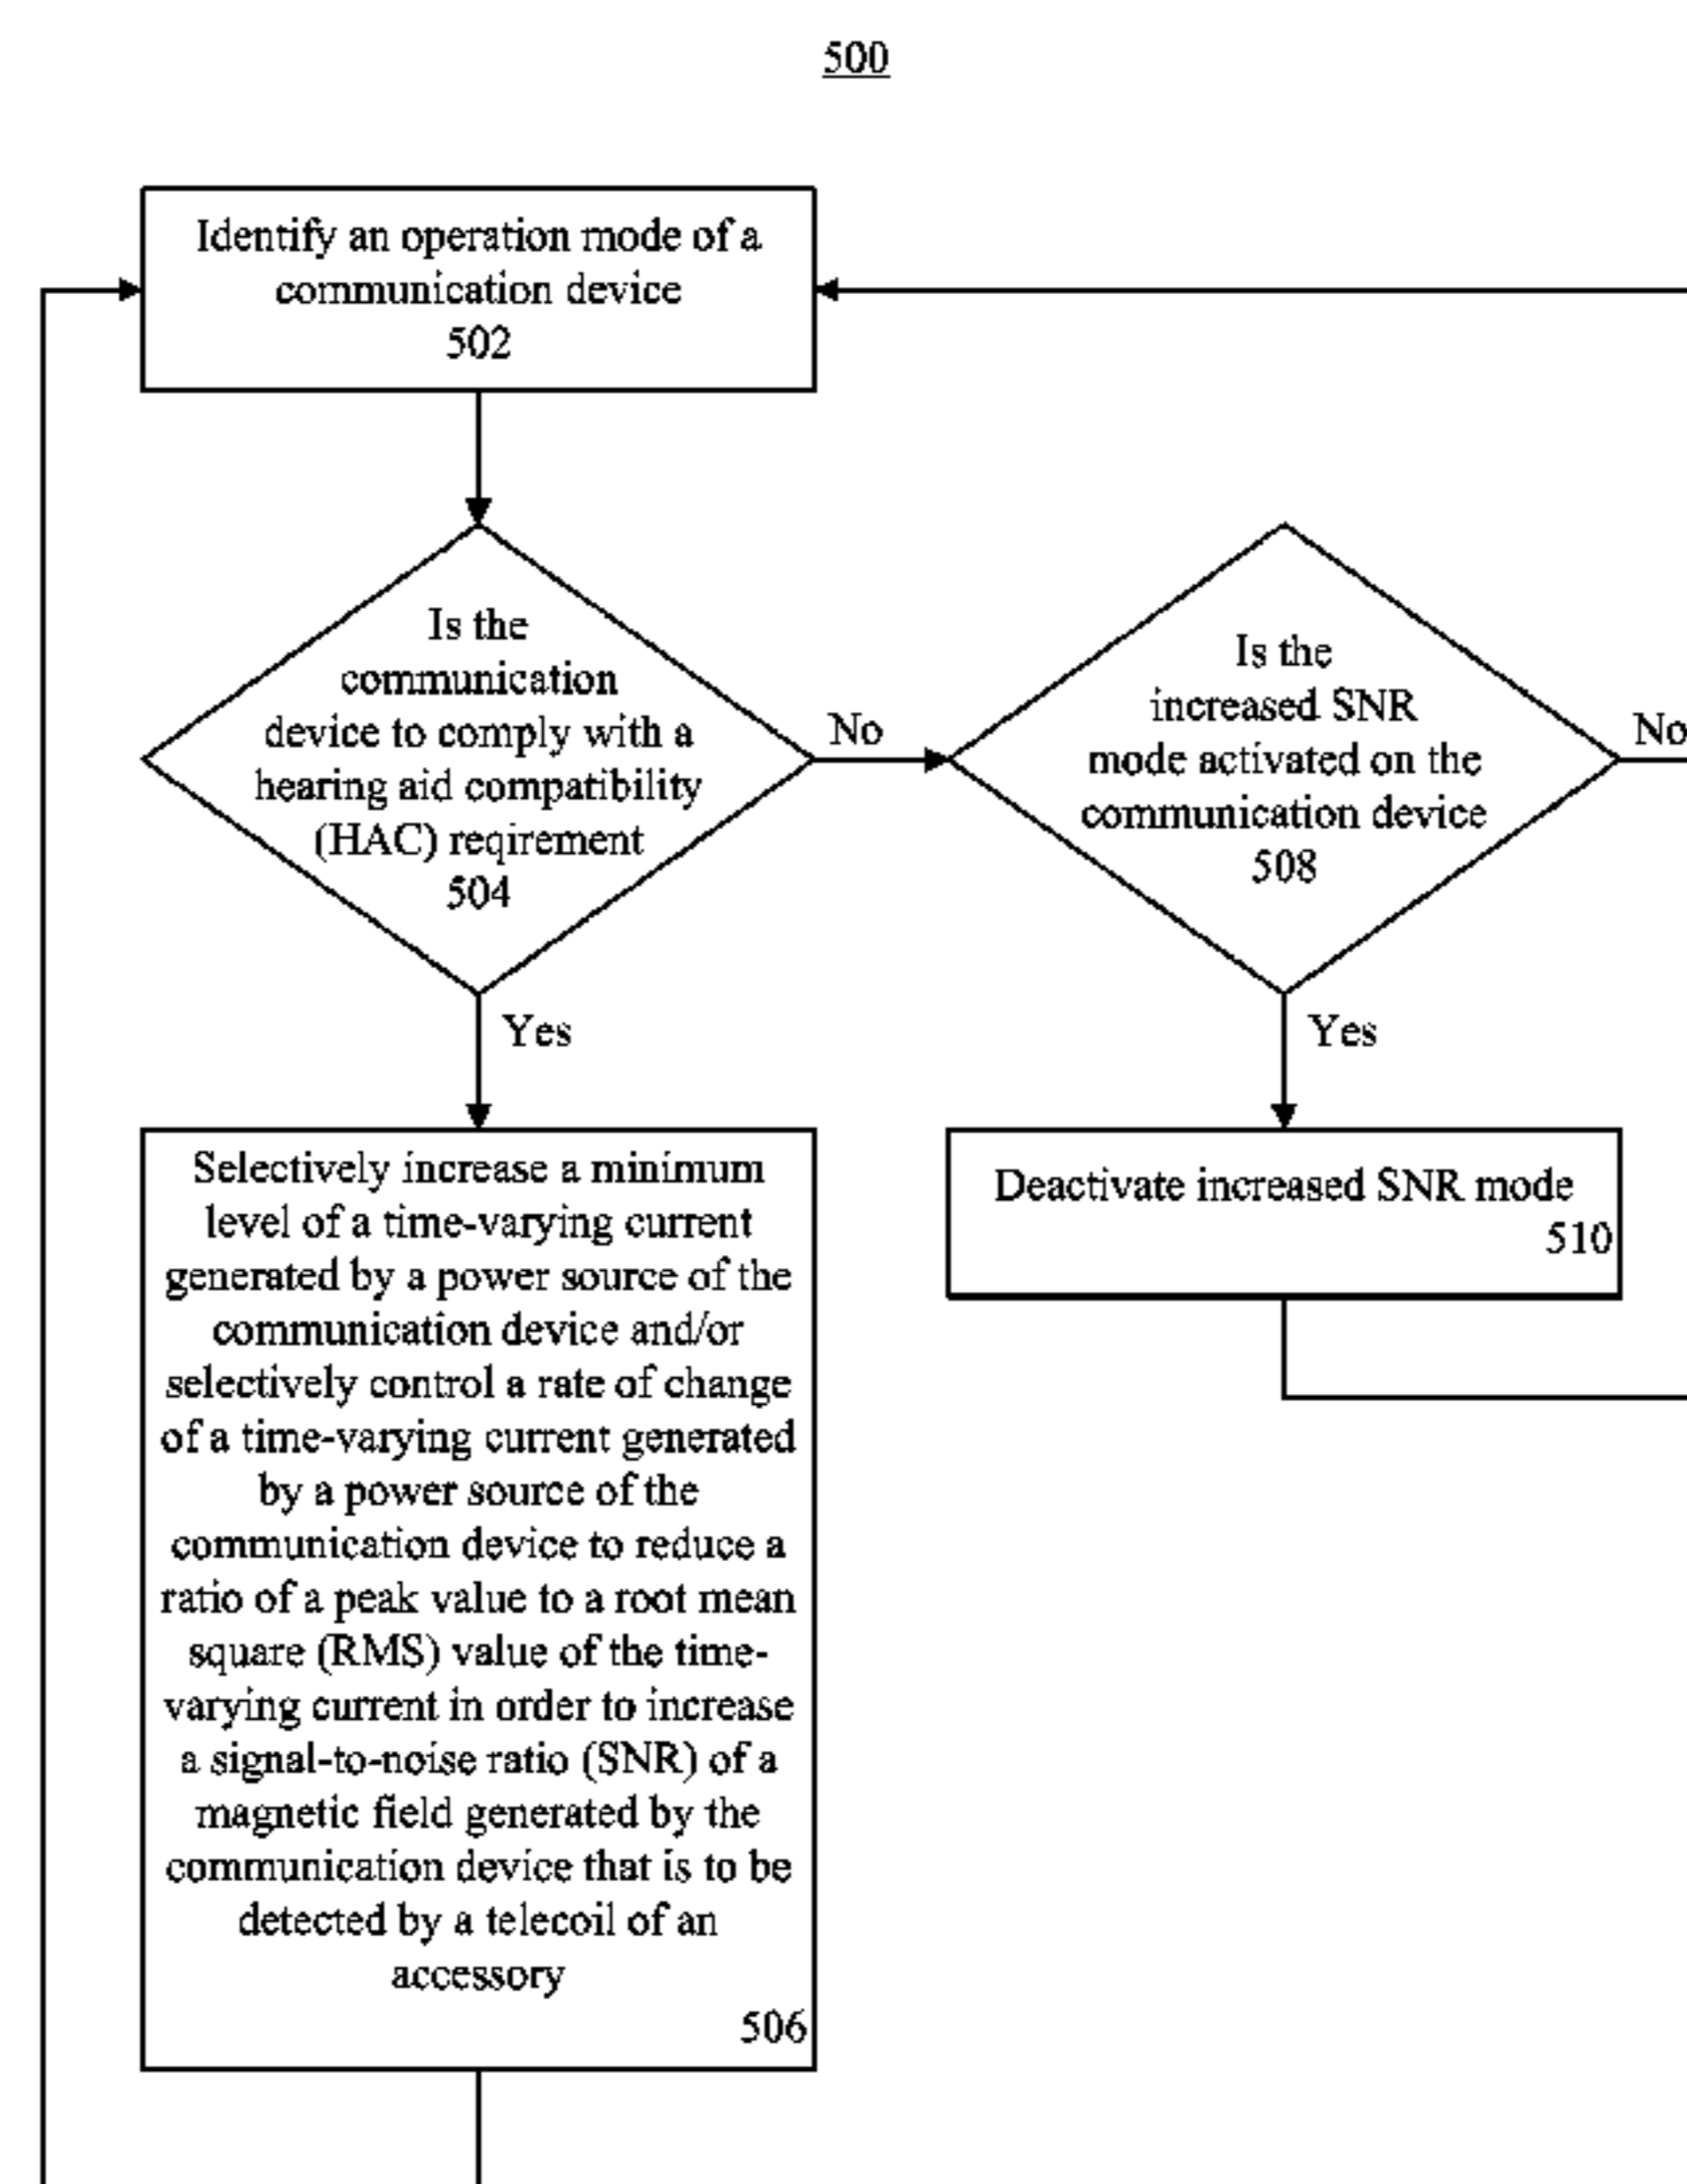 500
Identify an operation mode of a
communication device
502
Is the
communication
device to comply with a
hearing aid compatibility
(HAC) reqirement
504
No
Is the
increased SNR
mode activated on the
communication device
508
No
Yes
Yes
Selectively increase a minimum
level of a time-varying current
generated by a power source of the
communication device and/or
selectively control a rate of change
of a time-varying current generated
by a power source of the
communication device to reduce a
ratio of a peak value to a root mean
square (RMS) value of the time-
varying current in order to increase
a signal-to-noise ratio (SNR) of a
magnetic field generated by the
communication device that is to be
detected by a telecoil of an
accessory
506
Deactivate increased SNR mode
510